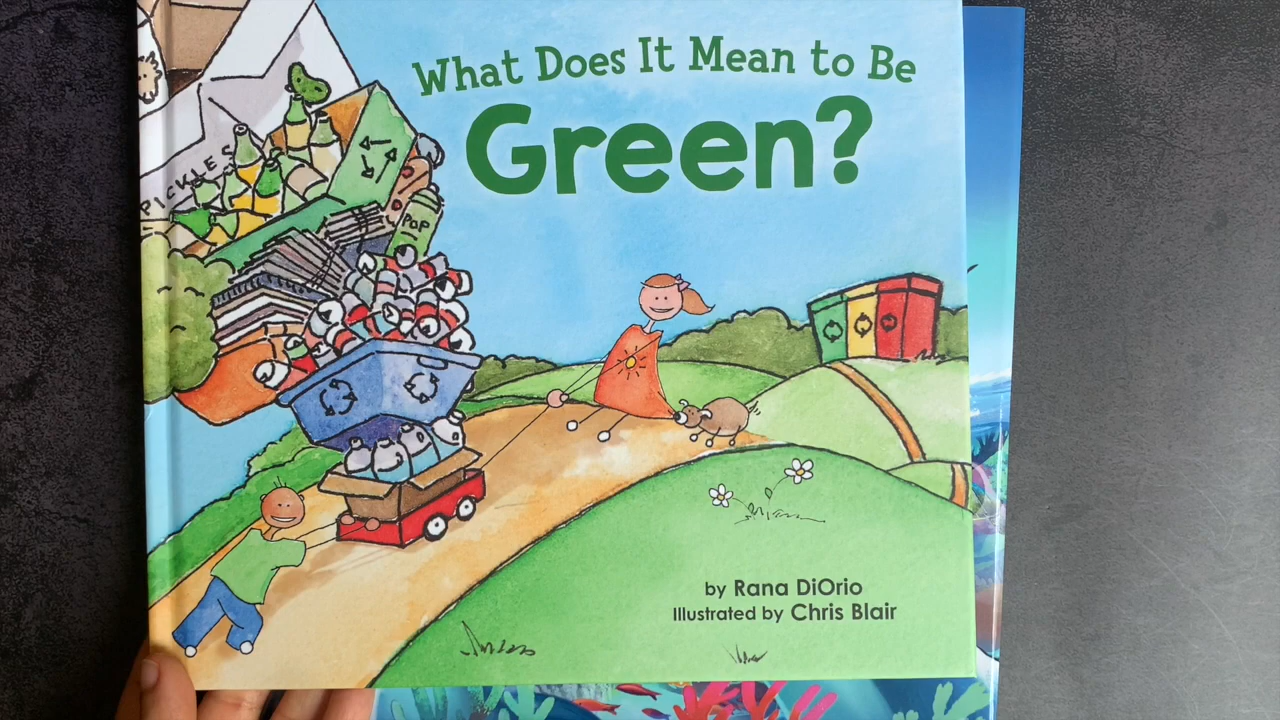 What Does It Mean to Be
Green?
PICKLES
POP
by Rana DiOrio
Illustrated by Chris Blair